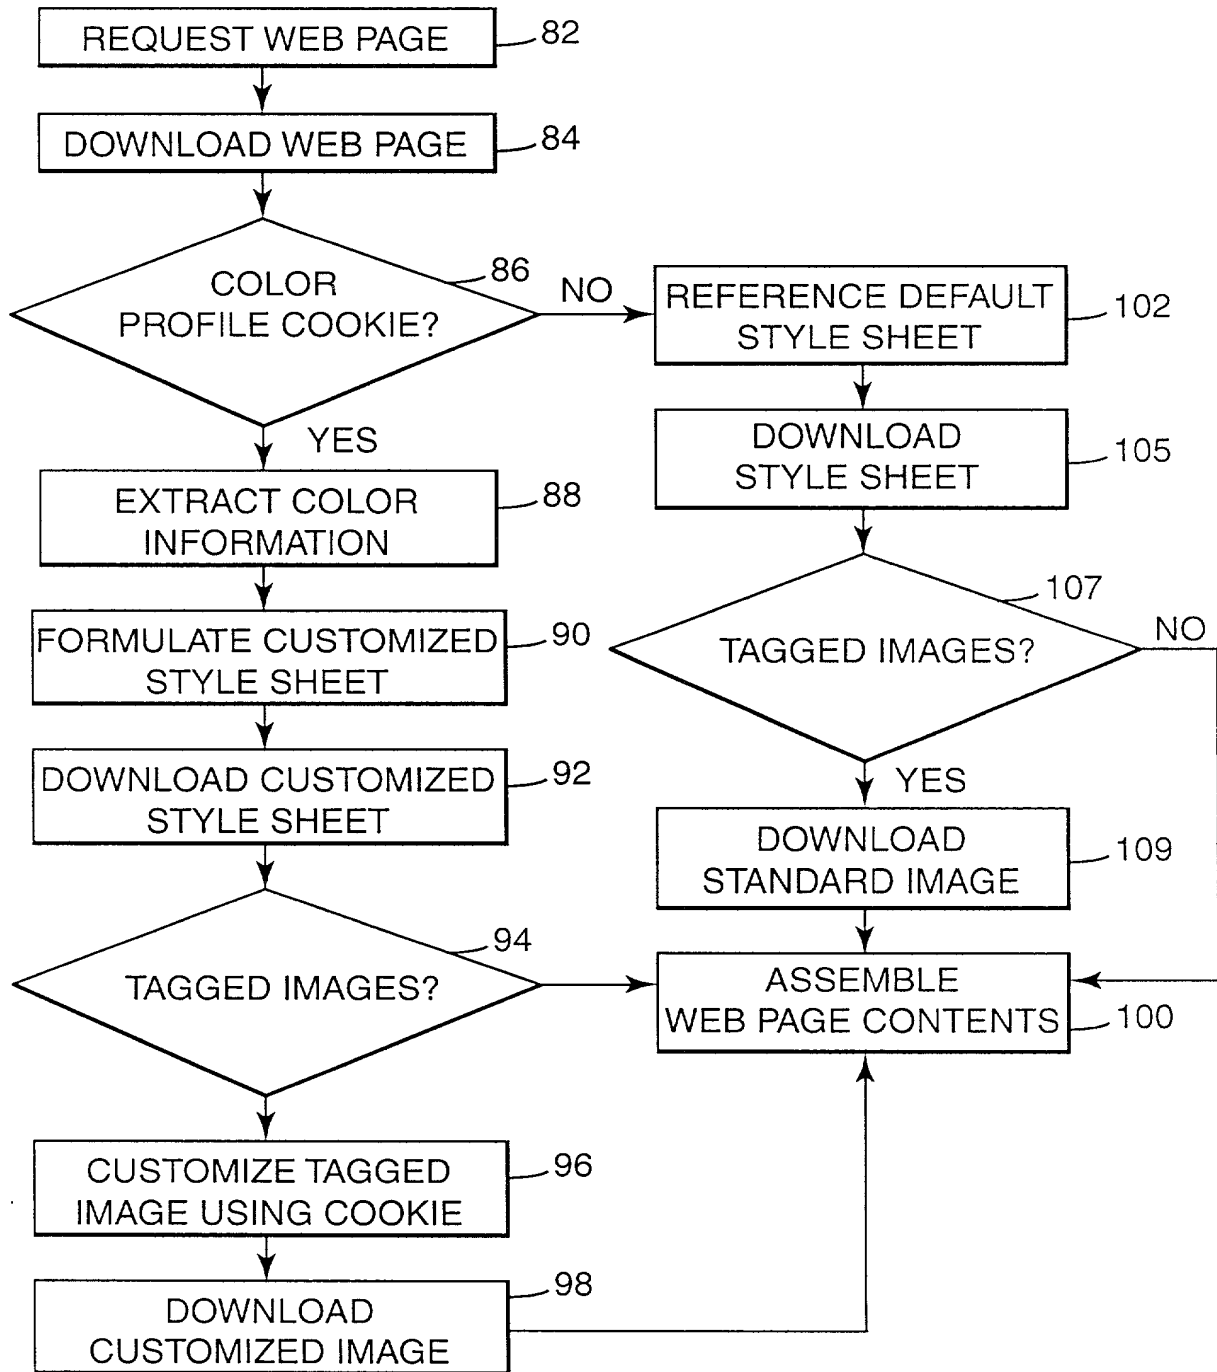 REQUEST WEB PAGE
82
DOWNLOAD WEB PAGE
84
COLOR
PROFILE COOKIE?
86
NO
YES
EXTRACT COLOR
INFORMATION
88
FORMULATE CUSTOMIZED
STYLE SHEET
90
DOWNLOAD CUSTOMIZED
STYLE SHEET
92
TAGGED IMAGES?
94
CUSTOMIZE TAGGED
IMAGE USING COOKIE
96
DOWNLOAD
CUSTOMIZED IMAGE
98
REFERENCE DEFAULT
STYLE SHEET
102
DOWNLOAD
STYLE SHEET
105
TAGGED IMAGES?
107
NO
YES
DOWNLOAD
STANDARD IMAGE
109
ASSEMBLE
WEB PAGE CONTENTS
100